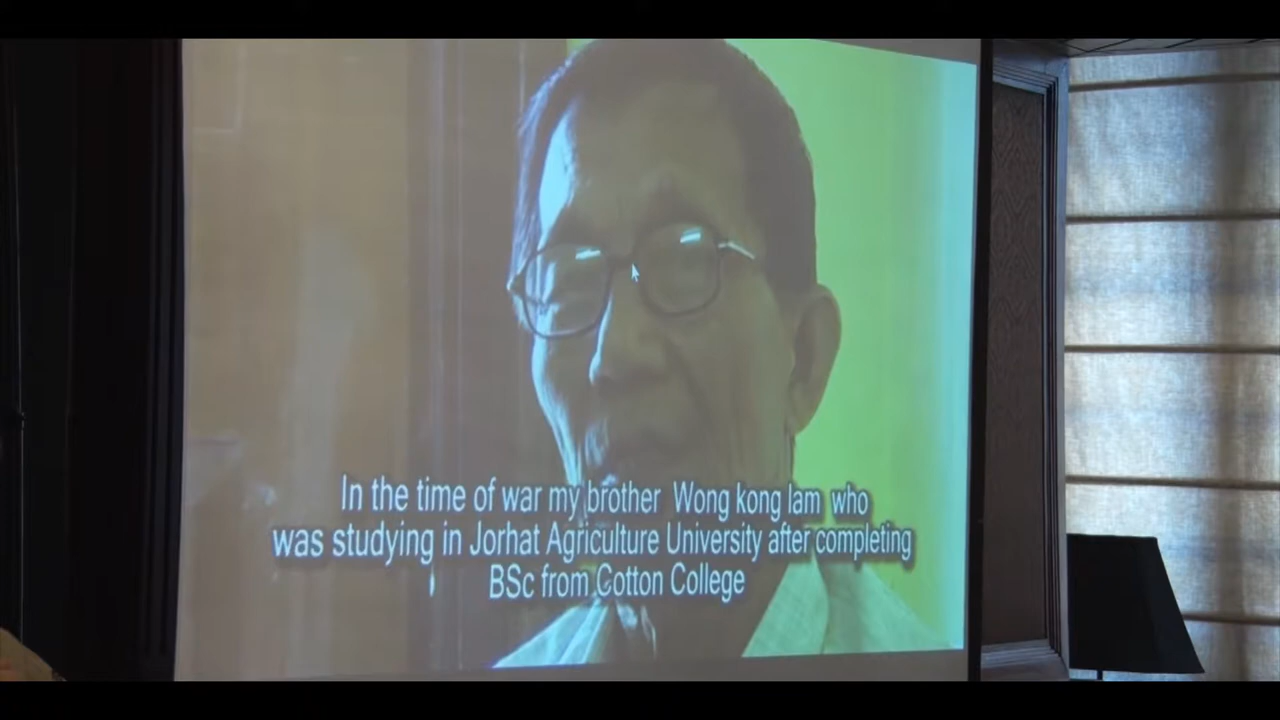 In the time of war my brother Wong kong lam who
was studying in Jorhat Agriculture University after completing
BSc from Cotton College